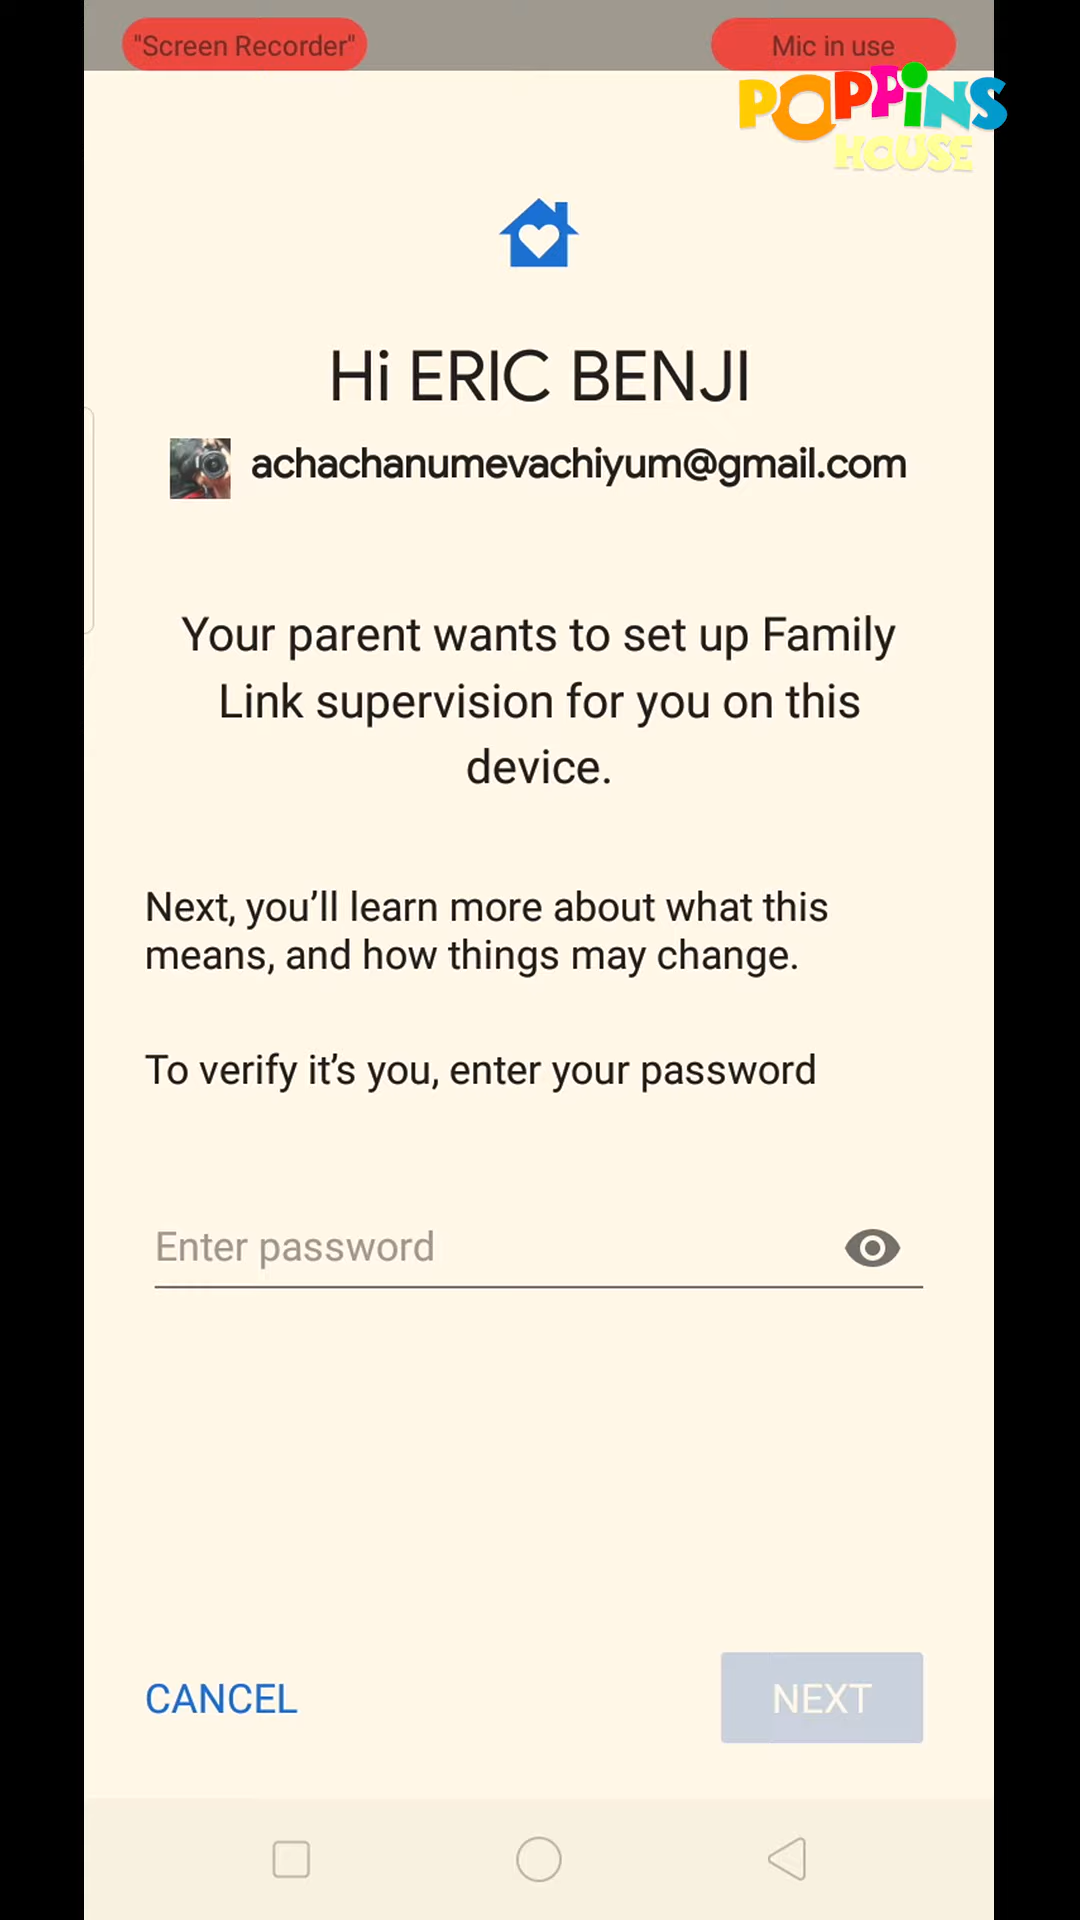 "Screen Recorder"
Mic in use
POPPiNS
HOUSE
Hi ERIC BENJI
achachanumevachiyum@gmail.com
Your parent wants to set up Family
Link supervision for you on this
device.
Next, you’ll learn more about what this
means, and how things may change.
To verify it’s you, enter your password
Enter password
CANCEL
NEXT